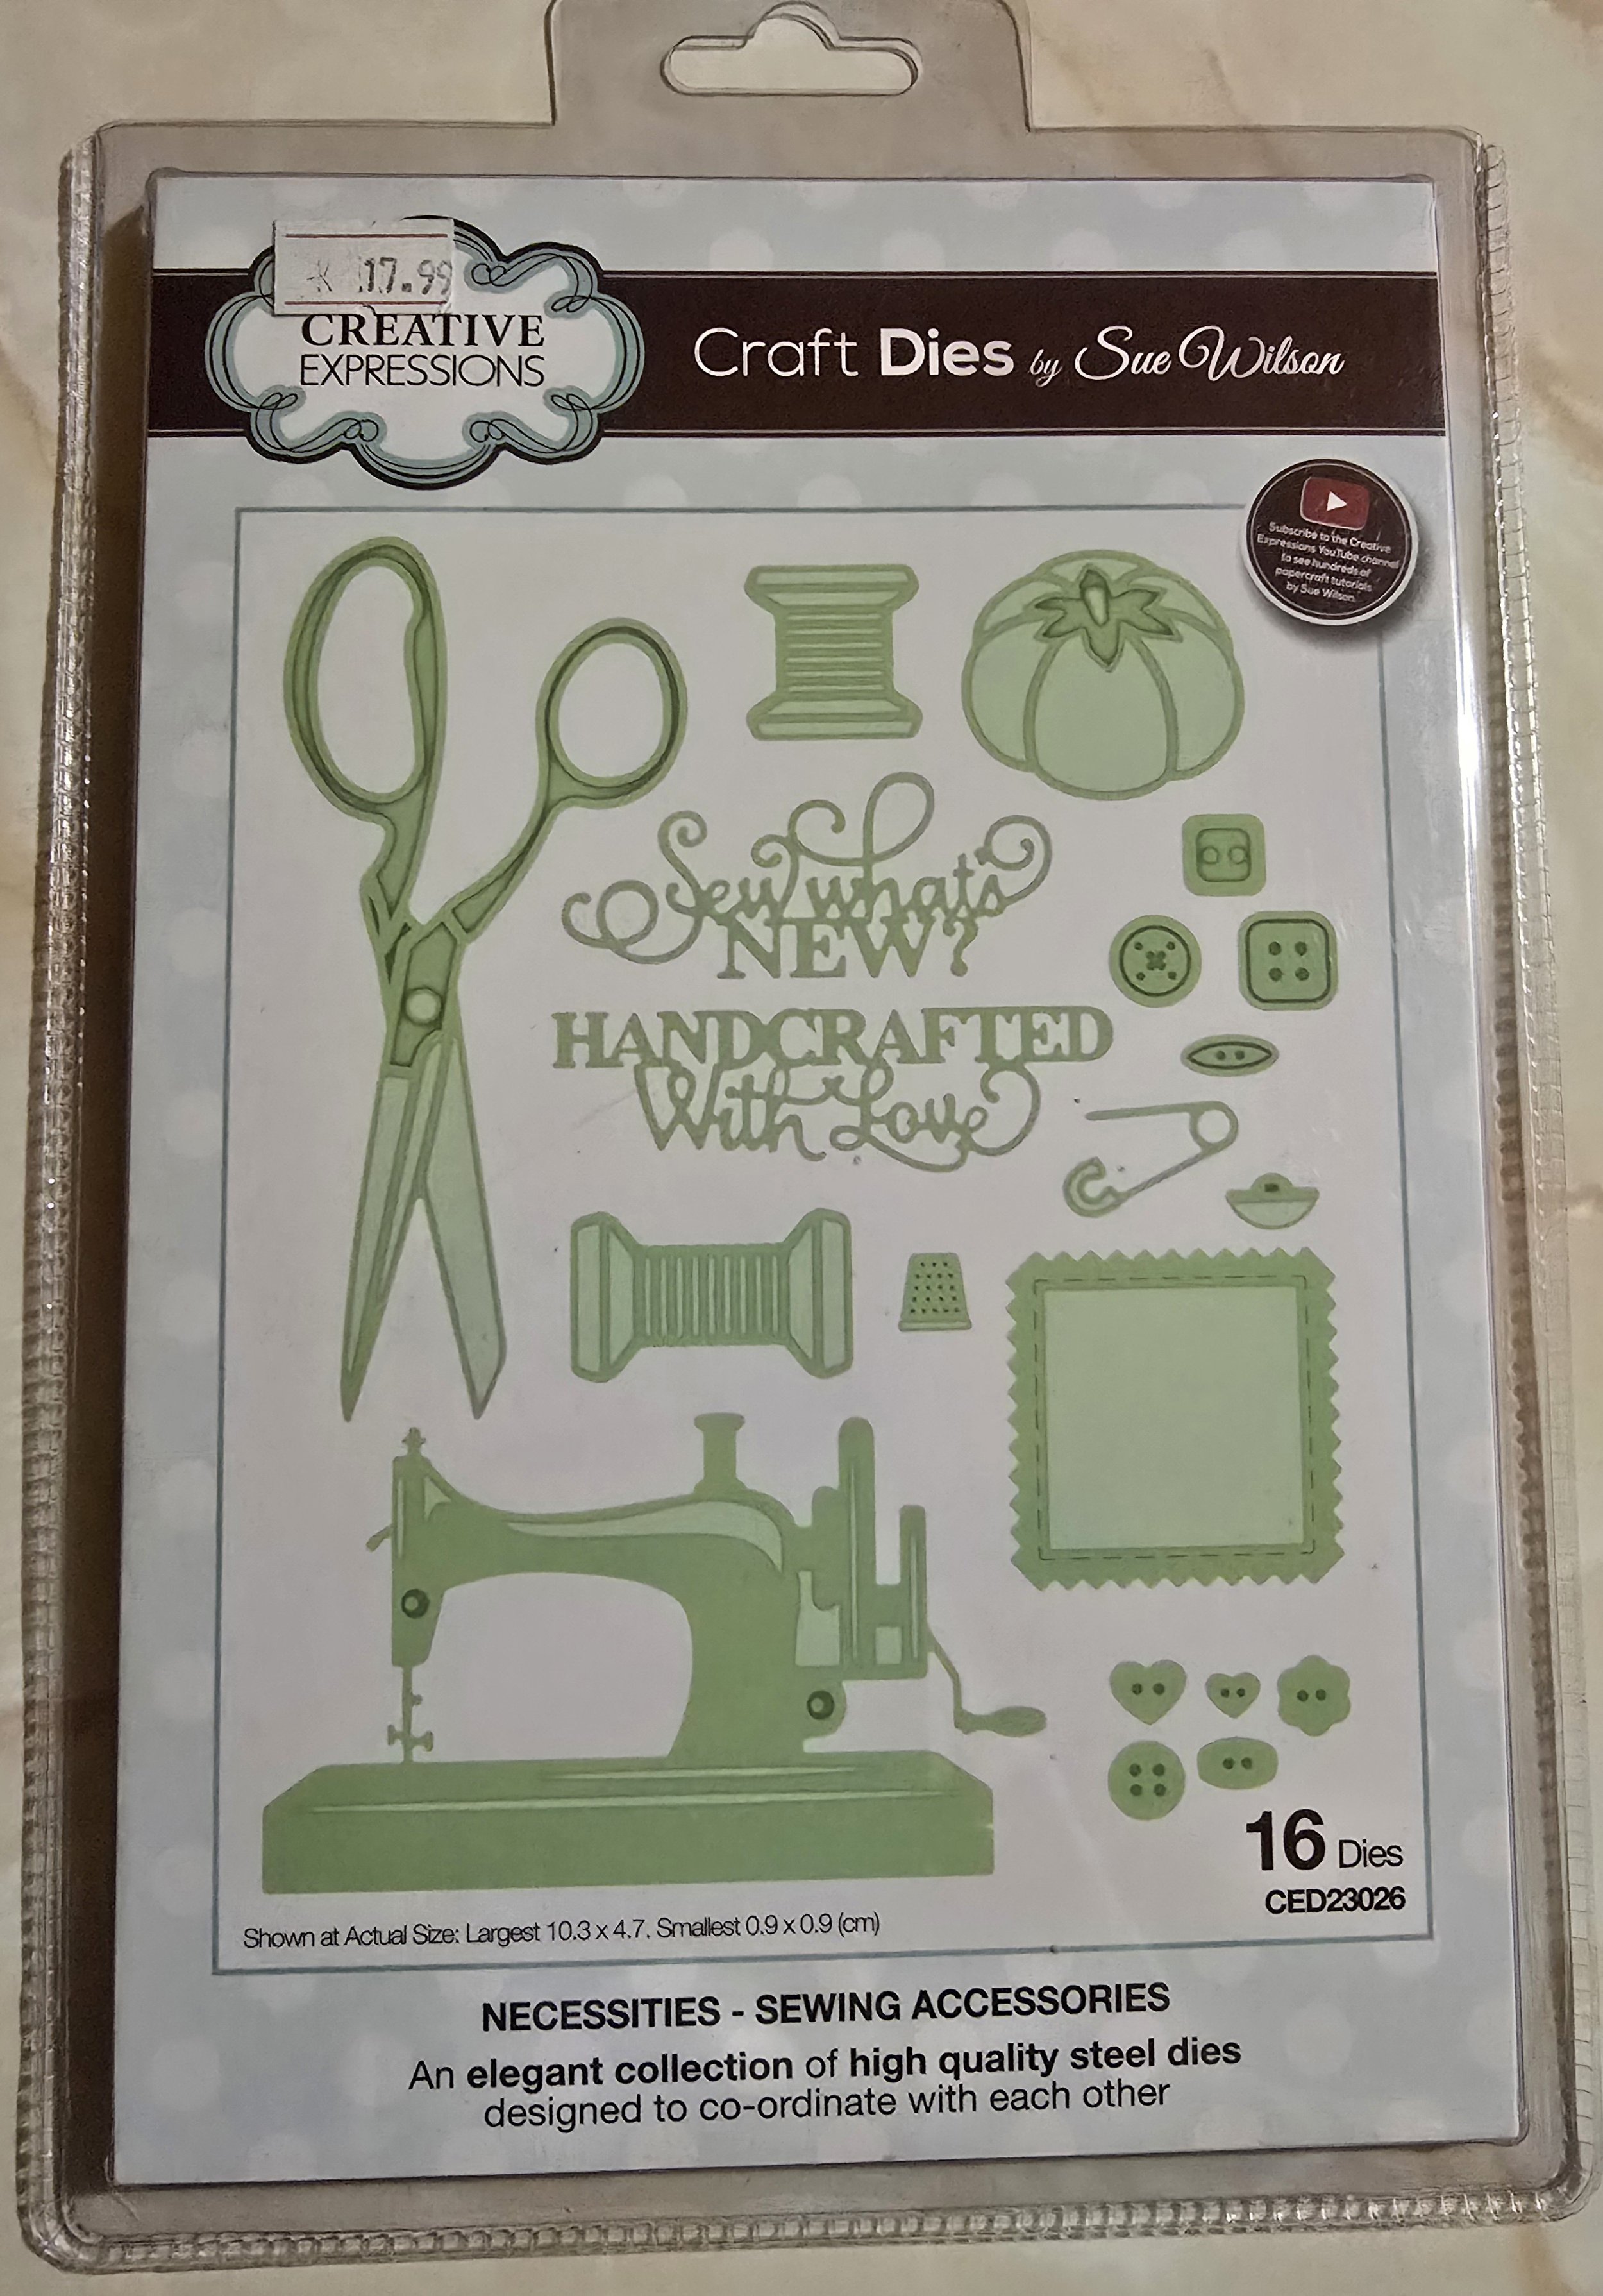 17.99
CREATIVE
EXPRESSIONS
Craft Dies by Sue Wilson
Subscribe to the Creative
Expressions YouTube channel
to see hundreds of
papercraft tutorials
by Sue Wilson.
Sew what's
NEW?
HANDCRAFTED
With Love
16 Dies
CED23026
Shown at Actual Size: Largest 10.3 x 4.7. Smallest 0.9 x 0.9 (cm)
NECESSITIES - SEWING ACCESSORIES
An elegant collection of high quality steel dies
designed to co-ordinate with each other